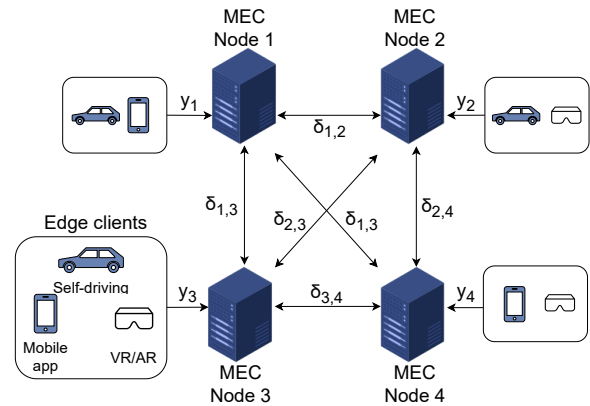 MEC
Node 1
MEC
Node 2
y1
y2
δ1,2
δ1,3
δ2,3
δ1,3
δ2,4
Edge clients
Self-driving
Mobile
app
VR/AR
y3
δ3,4
y4
MEC
Node 3
MEC
Node 4